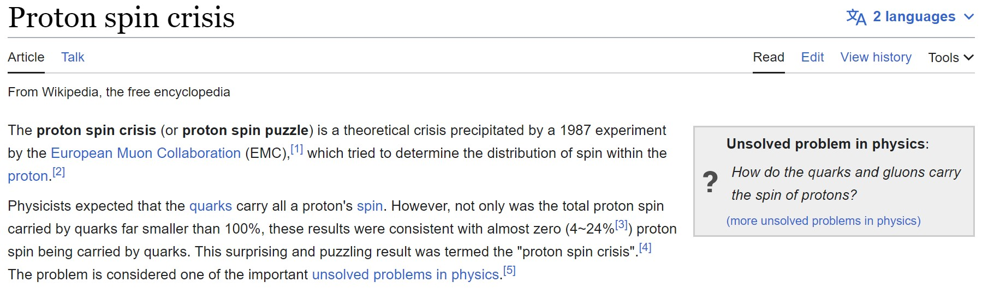 Proton spin crisis
2 languages
Article Talk Read Edit View history Tools
From Wikipedia, the free encyclopedia
The proton spin crisis (or proton spin puzzle) is a theoretical crisis precipitated by a 1987 experiment
by the European Muon Collaboration (EMC),[1] which tried to determine the distribution of spin within the
proton.[2]
Physicists expected that the quarks carry all a proton's spin. However, not only was the total proton spin
carried by quarks far smaller than 100%, these results were consistent with almost zero (4~24%[3]) proton
spin being carried by quarks. This surprising and puzzling result was termed the "proton spin crisis".[4]
The problem is considered one of the important unsolved problems in physics.[5]
Unsolved problem in physics:
?
How do the quarks and gluons carry
the spin of protons?
(more unsolved problems in physics)